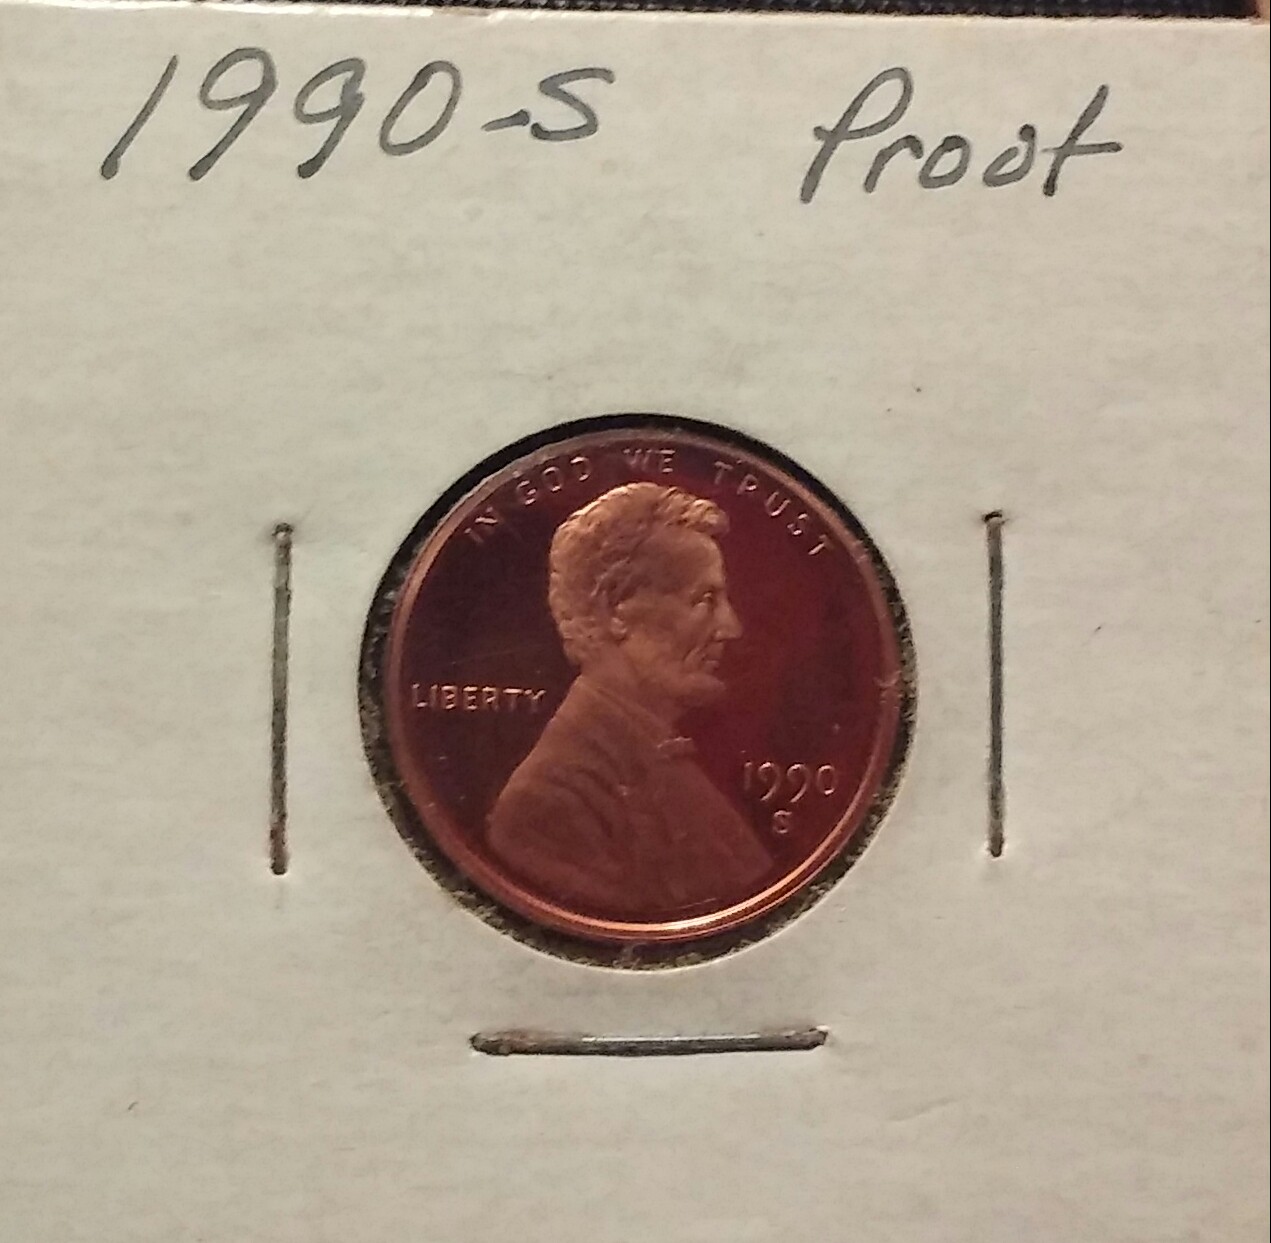 1990-S Proof
IN GOD WE TRUST
LIBERTY
1990
S